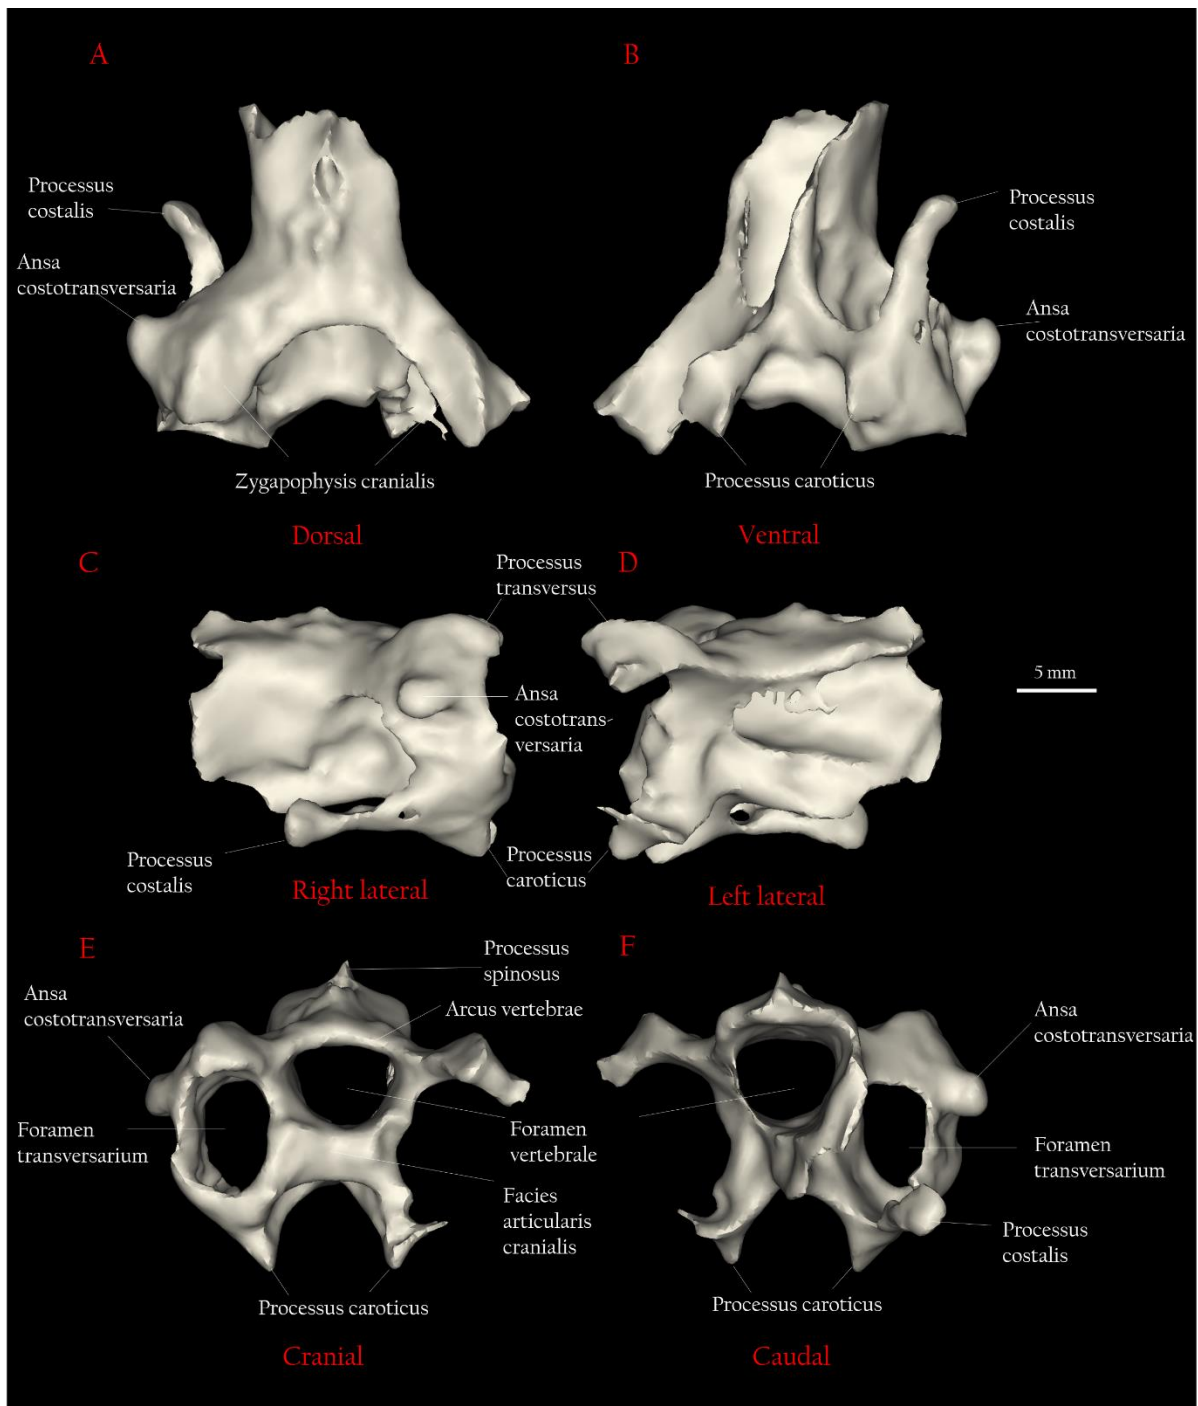 A
B
Processus
costalis
Processus
costalis
Ansa
costotransversaria
Ansa
costotransversaria
Zygapophysis cranialis
Processus caroticus
Dorsal
Ventral
C
D
Processus
transversus
5 mm
Ansa
costotrans-
versaria
Processus
costalis
Processus
caroticus
Right lateral
Left lateral
E
F
Processus
spinosus
Ansa
costotransversaria
Arcus vertebrae
Ansa
costotransversaria
Foramen
transversarium
Foramen
vertebrale
Foramen
transversarium
Facies
articularis
cranialis
Processus
costalis
Processus caroticus
Processus caroticus
Cranial
Caudal